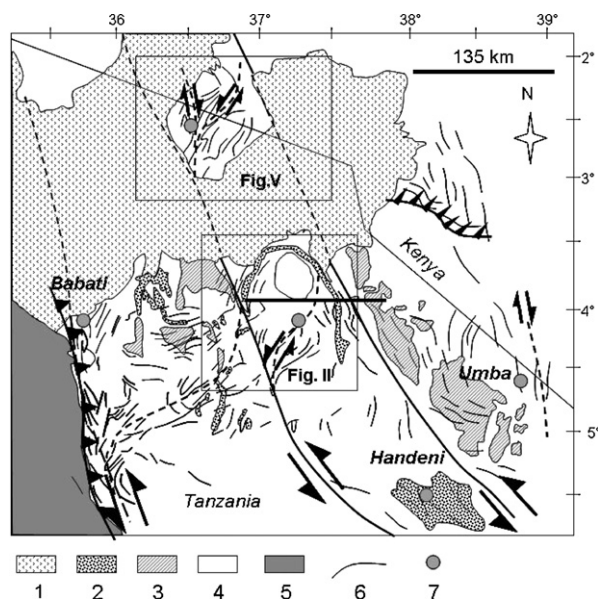 36 37° 38° 39°
2°
135 km
N
Fig.V
3°
Kenya
Babati
4°
Fig. II
Umba
5°
Handeni
Tanzania
1 2 3 4 5 6 7